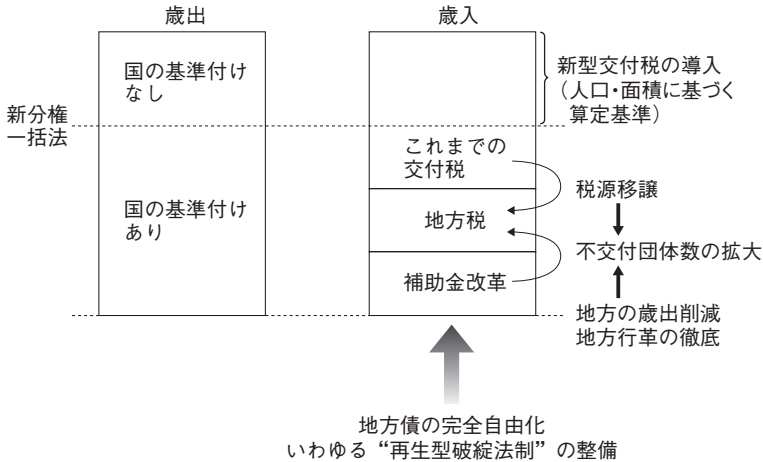 歳出
歳入
国の基準付け
なし
新型交付税の導入
（人口・面積に基づく
算定基準）
新分権
一括法
これまでの
交付税
税源移譲
国の基準付け
あり
地方税
不交付団体数の拡大
補助金改革
地方の歳出削減
地方行革の徹底
地方債の完全自由化
いわゆる“再生型破綻法制”の整備